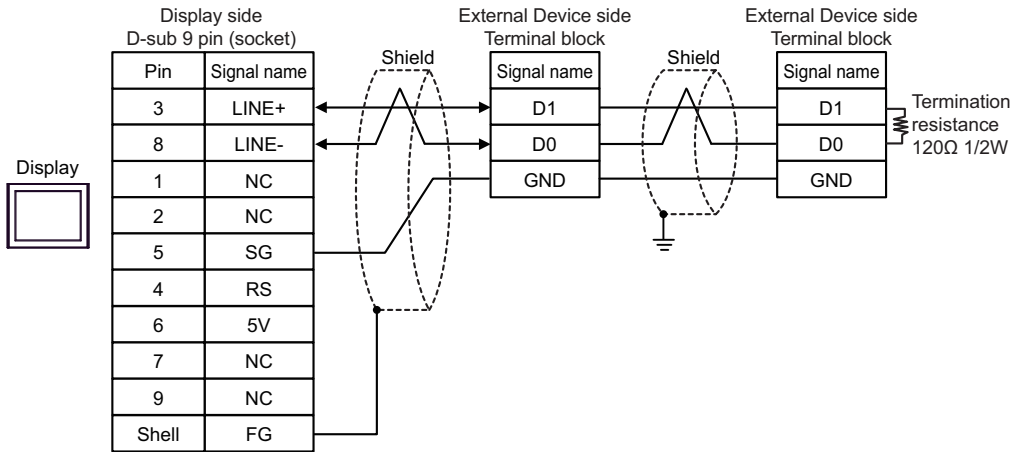 Display side
D-sub 9 pin (socket)
External Device side
Terminal block
External Device side
Terminal block
Pin Signal name
3 LINE+
8 LINE-
1 NC
2 NC
5 SG
4 RS
6 5V
7 NC
9 NC
Shell FG
Display
Shield
Signal name
D1
D0
GND
Shield
Signal name
D1
D0
GND
Termination
resistance
120Ω 1/2W